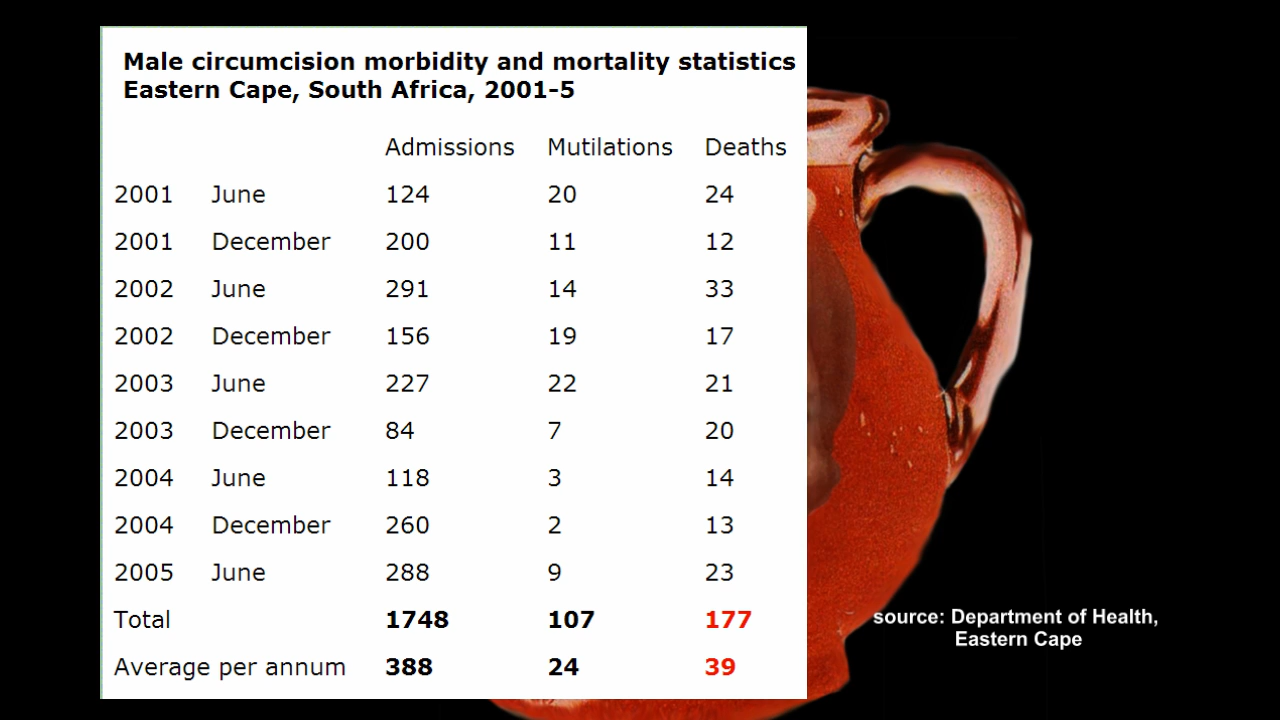 Male circumcision morbidity and mortality statistics
Eastern Cape, South Africa, 2001-5
Admissions Mutilations Deaths
2001 June 124 20 24
2001 December 200 11 12
2002 June 291 14 33
2002 December 156 19 17
2003 June 227 22 21
2003 December 84 7 20
2004 June 118 3 14
2004 December 260 2 13
2005 June 288 9 23
Total 1748 107 177
Average per annum 388 24 39
source: Department of Health,
Eastern Cape